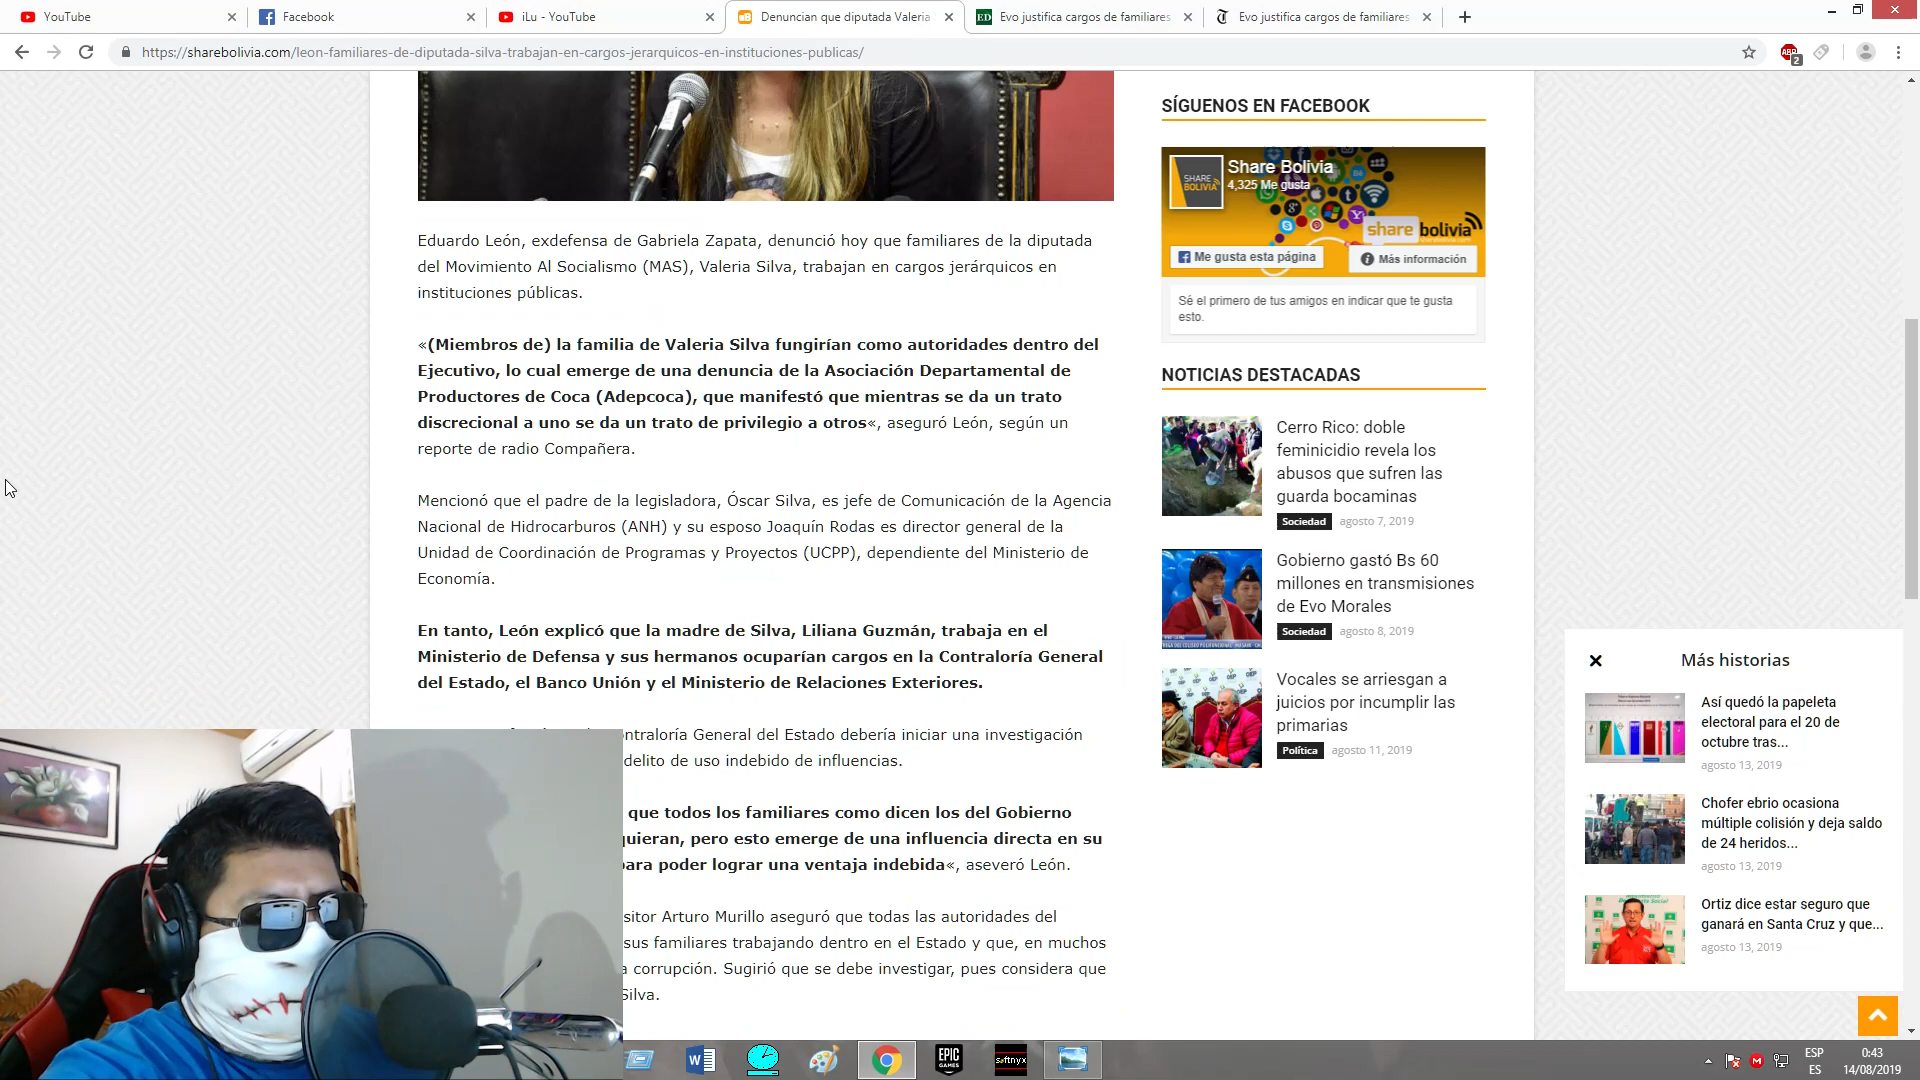 YouTube
Facebook
iLu - YouTube
Denuncian que diputada Valeria
ED Evo justifica cargos de familiares
Evo justifica cargos de familiares
https://sharebolivia.com/leon-familiares-de-diputada-silva-trabajan-en-cargos-jerarquicos-en-instituciones-publicas/
ABP
2
Eduardo León, exdefensa de Gabriela Zapata, denunció hoy que familiares de la diputada
del Movimiento Al Socialismo (MAS), Valeria Silva, trabajan en cargos jerárquicos en
instituciones públicas.
«(Miembros de) la familia de Valeria Silva fungirían como autoridades dentro del
Ejecutivo, lo cual emerge de una denuncia de la Asociación Departamental de
Productores de Coca (Adepcoca), que manifestó que mientras se da un trato
discrecional a uno se da un trato de privilegio a otros«, aseguró León, según un
reporte de radio Compañera.
Mencionó que el padre de la legisladora, Óscar Silva, es jefe de Comunicación de la Agencia
Nacional de Hidrocarburos (ANH) y su esposo Joaquín Rodas es director general de la
Unidad de Coordinación de Programas y Proyectos (UCPP), dependiente del Ministerio de
Economía.
En tanto, León explicó que la madre de Silva, Liliana Guzmán, trabaja en el
Ministerio de Defensa y sus hermanos ocuparían cargos en la Contraloría General
del Estado, el Banco Unión y el Ministerio de Relaciones Exteriores.
ontraloría General del Estado debería iniciar una investigación
delito de uso indebido de influencias.
que todos los familiares como dicen los del Gobierno
quieran, pero esto emerge de una influencia directa en su
para poder lograr una ventaja indebida«, aseveró León.
sitor Arturo Murillo aseguró que todas las autoridades del
sus familiares trabajando dentro en el Estado y que, en muchos
a corrupción. Sugirió que se debe investigar, pues considera que
Silva.
SÍGUENOS EN FACEBOOK
SHARE
BOLIVIA
Share Bolivia
4,325 Me gusta
share bolivia
Me gusta esta página
Más información
Sé el primero de tus amigos en indicar que te gusta
esto.
NOTICIAS DESTACADAS
Cerro Rico: doble
feminicidio revela los
abusos que sufren las
guarda bocaminas
Sociedad agosto 7, 2019
Gobierno gastó Bs 60
millones en transmisiones
de Evo Morales
Sociedad agosto 8, 2019
Vocales se arriesgan a
juicios por incumplir las
primarias
Política agosto 11, 2019
Más historias
Así quedó la papeleta
electoral para el 20 de
octubre tras...
agosto 13, 2019
Chofer ebrio ocasiona
múltiple colisión y deja saldo
de 24 heridos...
agosto 13, 2019
Ortiz dice estar seguro que
ganará en Santa Cruz y que...
agosto 13, 2019
EPIC
GAMES
softnyx
ESP
ES
0:43
14/08/2019